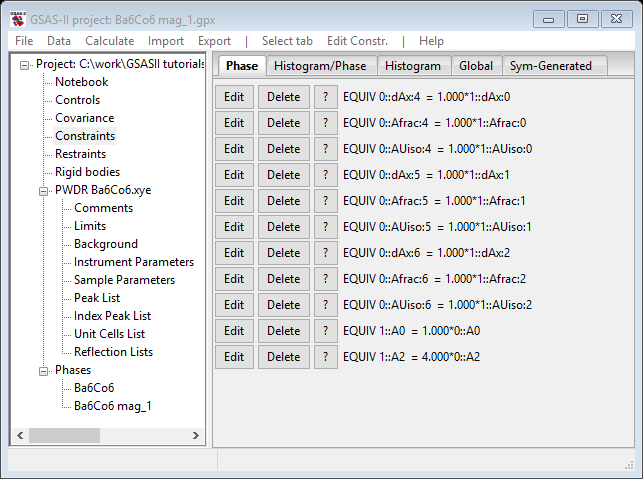 GSAS-II project: Ba6Co6 mag_1.gpx
File Data Calculate Import Export | Select tab Edit Constr. | Help
Project: C:\work\GSASII tutorials
Notebook
Controls
Covariance
Constraints
Restraints
Rigid bodies
PWDR Ba6Co6.xye
Comments
Limits
Background
Instrument Parameters
Sample Parameters
Peak List
Index Peak List
Unit Cells List
Reflection Lists
Phases
Ba6Co6
Ba6Co6 mag_1
Phase Histogram/Phase Histogram Global Sym-Generated
Edit Delete ? EQUIV 0::dAx:4 = 1.000*1::dAx:0
Edit Delete ? EQUIV 0::Afrac:4 = 1.000*1::Afrac:0
Edit Delete ? EQUIV 0::AUiso:4 = 1.000*1::AUiso:0
Edit Delete ? EQUIV 0::dAx:5 = 1.000*1::dAx:1
Edit Delete ? EQUIV 0::Afrac:5 = 1.000*1::Afrac:1
Edit Delete ? EQUIV 0::AUiso:5 = 1.000*1::AUiso:1
Edit Delete ? EQUIV 0::dAx:6 = 1.000*1::dAx:2
Edit Delete ? EQUIV 0::Afrac:6 = 1.000*1::Afrac:2
Edit Delete ? EQUIV 0::AUiso:6 = 1.000*1::AUiso:2
Edit Delete ? EQUIV 1::A0 = 1.000*0::A0
Edit Delete ? EQUIV 1::A2 = 4.000*0::A2